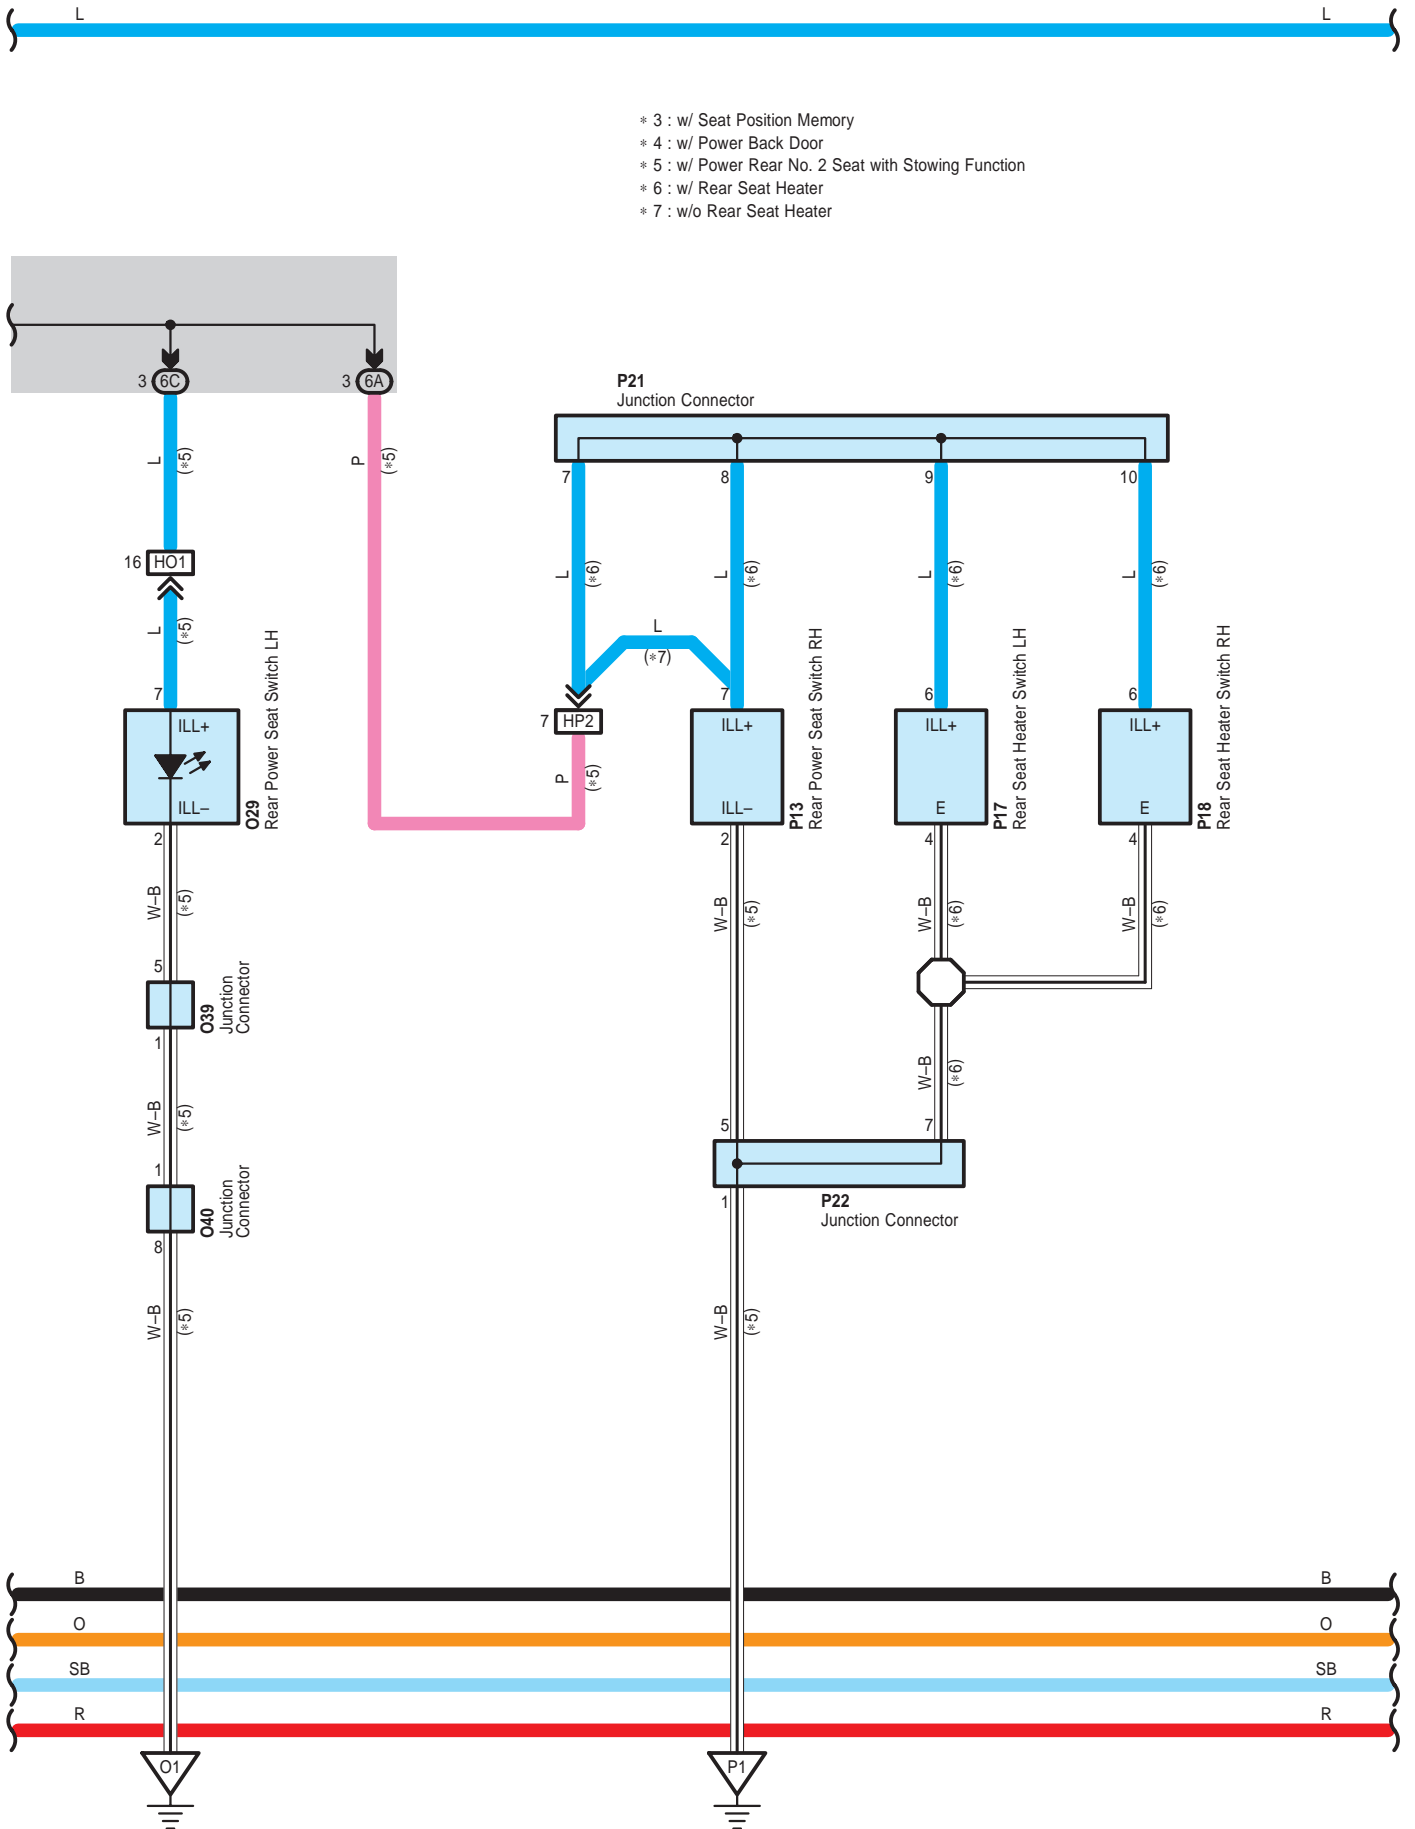 L
L
* 3 : w/ Seat Position Memory
* 4 : w/ Power Back Door
* 5 : w/ Power Rear No. 2 Seat with Stowing Function
* 6 : w/ Rear Seat Heater
* 7 : w/o Rear Seat Heater
3 6C
3 6A
P21
Junction Connector
7
8
9
10
L
(*5)
P
(*5)
16 HO1
L
(*6)
L
(*6)
L
(*6)
L
(*6)
L
(*5)
L
(*7)
7
7
6
6
7 HP2
ILL+
ILL–
O29
Rear Power Seat Switch LH
P
(*5)
ILL+
ILL–
P13
Rear Power Seat Switch RH
ILL+
E
P17
Rear Seat Heater Switch LH
ILL+
E
P18
Rear Seat Heater Switch RH
2
2
4
4
W–B
(*5)
W–B
(*5)
W–B
(*6)
W–B
(*6)
5
O39
Junction
Connector
1
W–B
(*6)
W–B
(*5)
5
7
1
O40
Junction
Connector
8
1
P22
Junction Connector
W–B
(*5)
W–B
(*5)
B
B
O
O
SB
SB
R
R
O1
P1